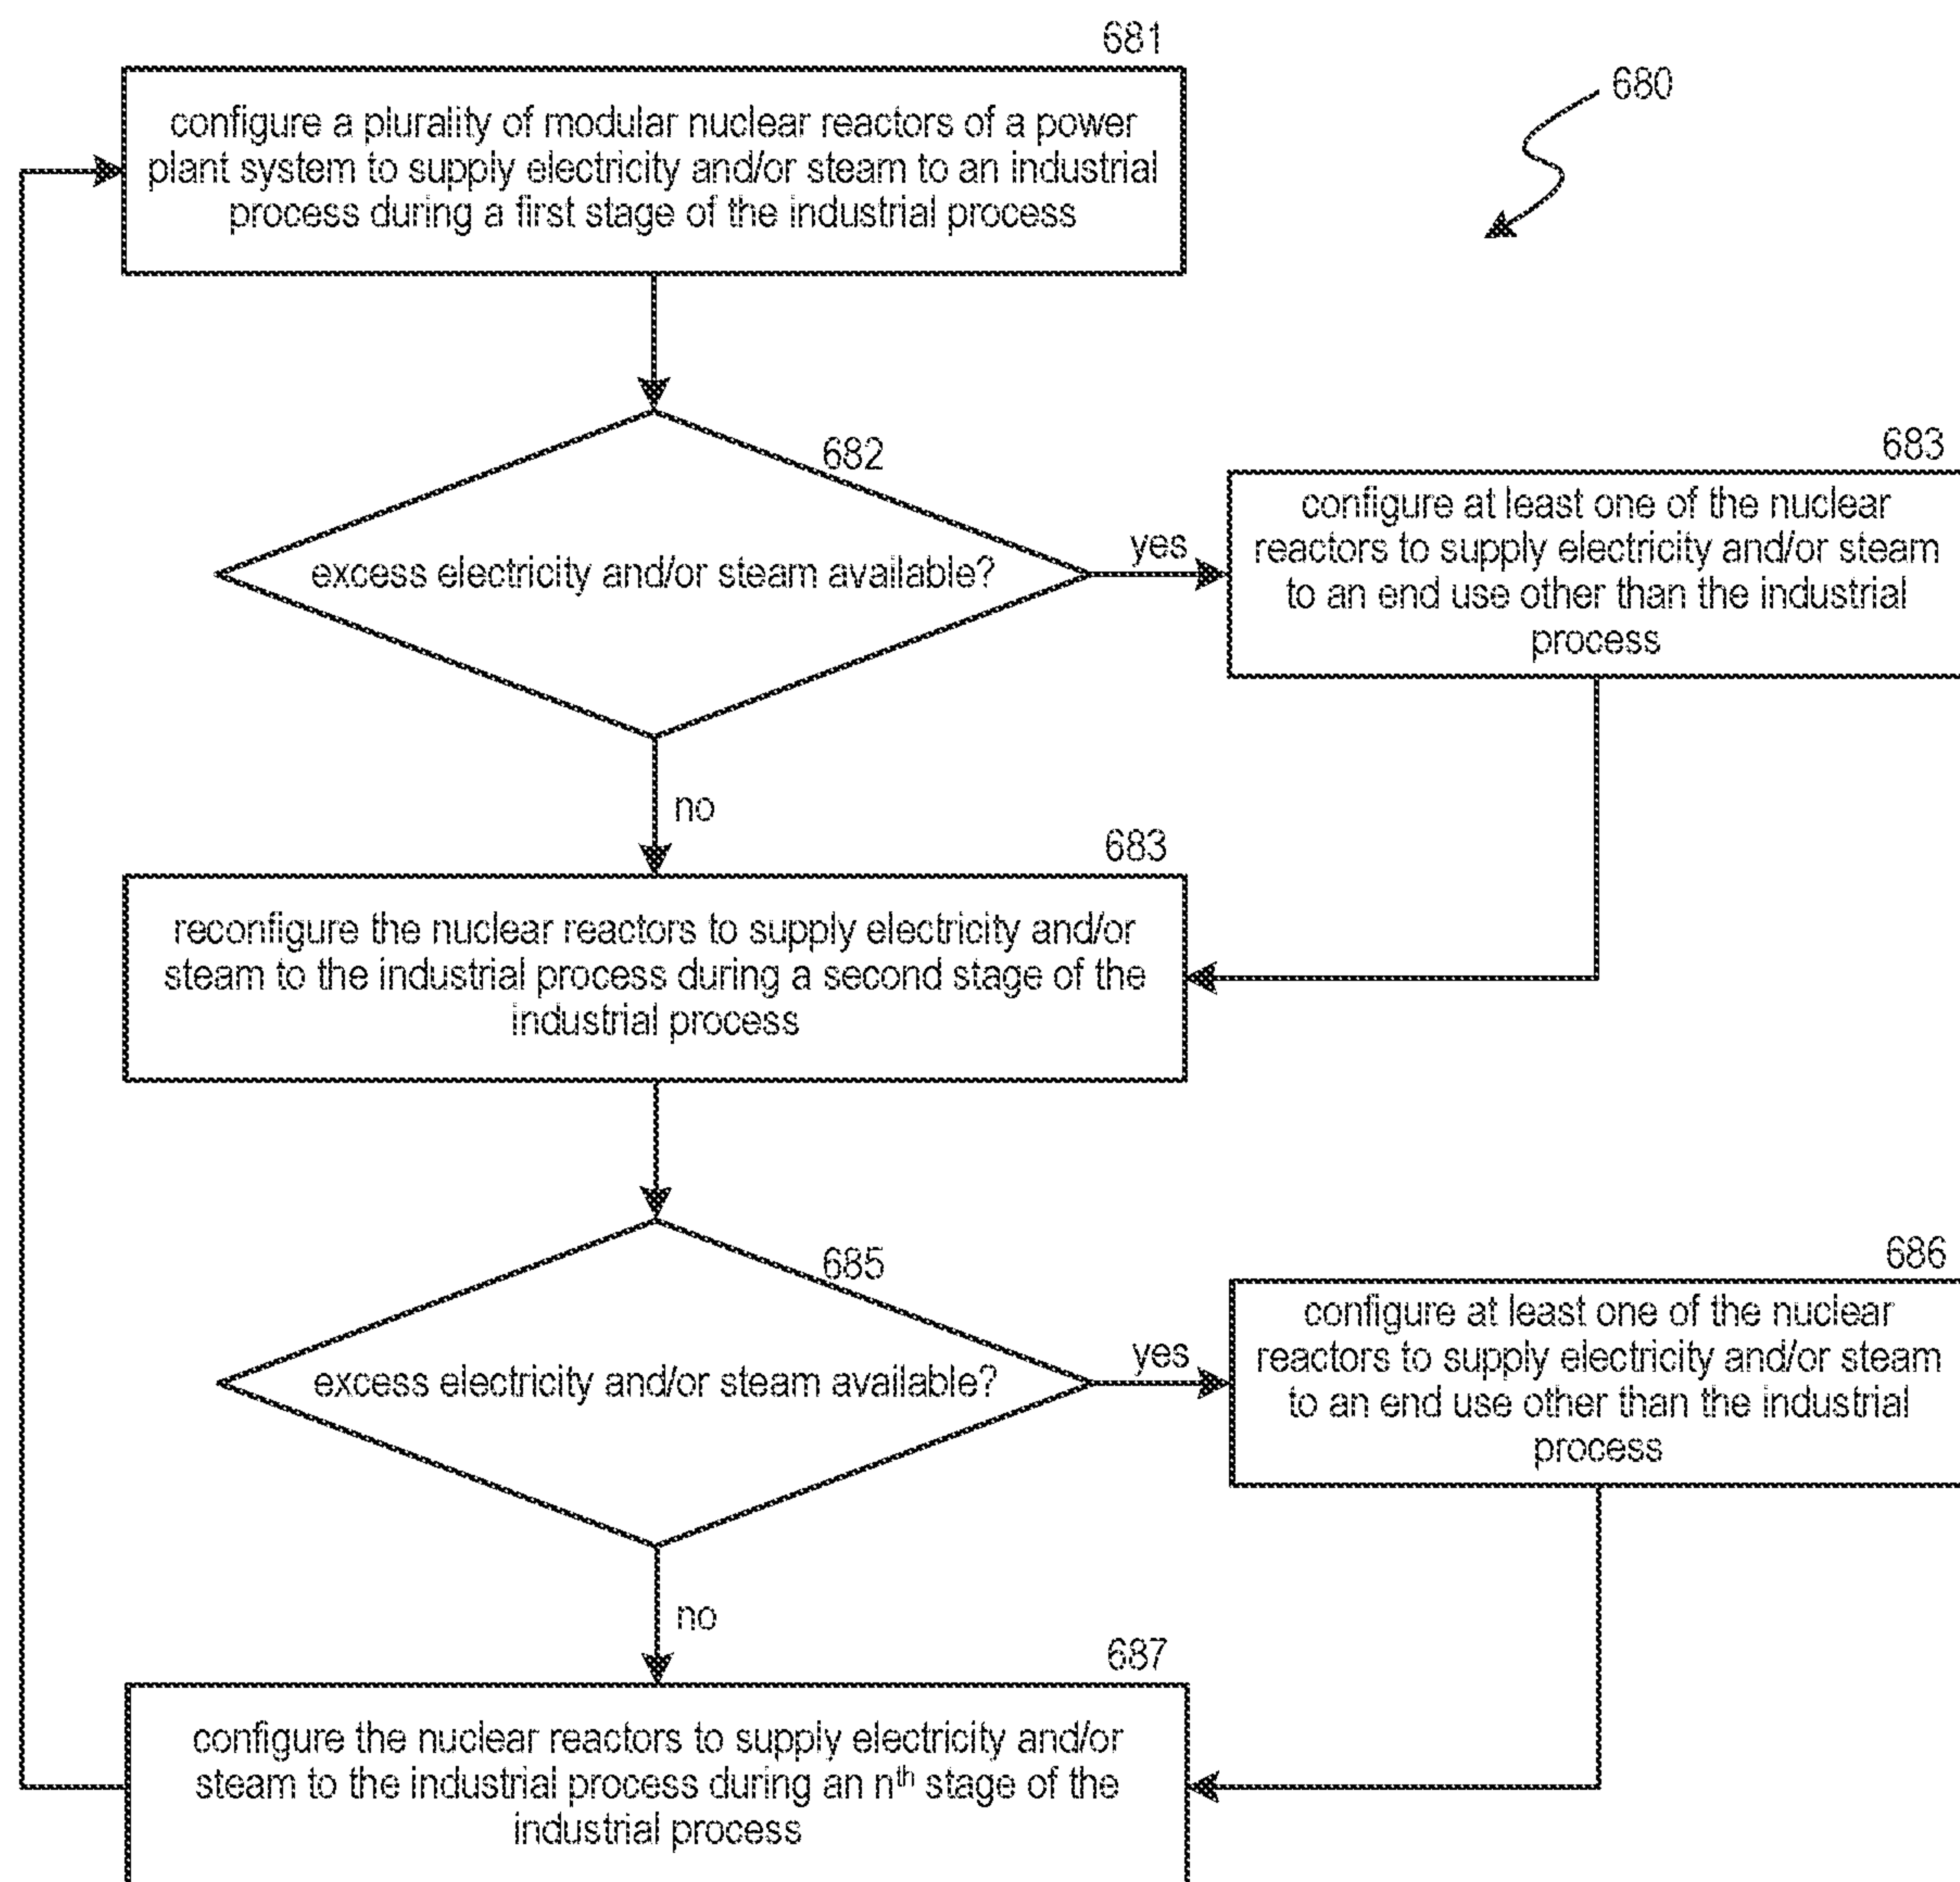 681
680
configure a plurality of modular nuclear reactors of a power
plant system to supply electricity and/or steam to an industrial
process during a first stage of the industrial process
682
excess electricity and/or steam available?
yes
683
configure at least one of the nuclear
reactors to supply electricity and/or steam
to an end use other than the industrial
process
no
683
reconfigure the nuclear reactors to supply electricity and/or
steam to the industrial process during a second stage of the
industrial process
685
excess electricity and/or steam available?
yes
686
configure at least one of the nuclear
reactors to supply electricity and/or steam
to an end use other than the industrial
process
no
687
configure the nuclear reactors to supply electricity and/or
steam to the industrial process during an nth stage of the
industrial process